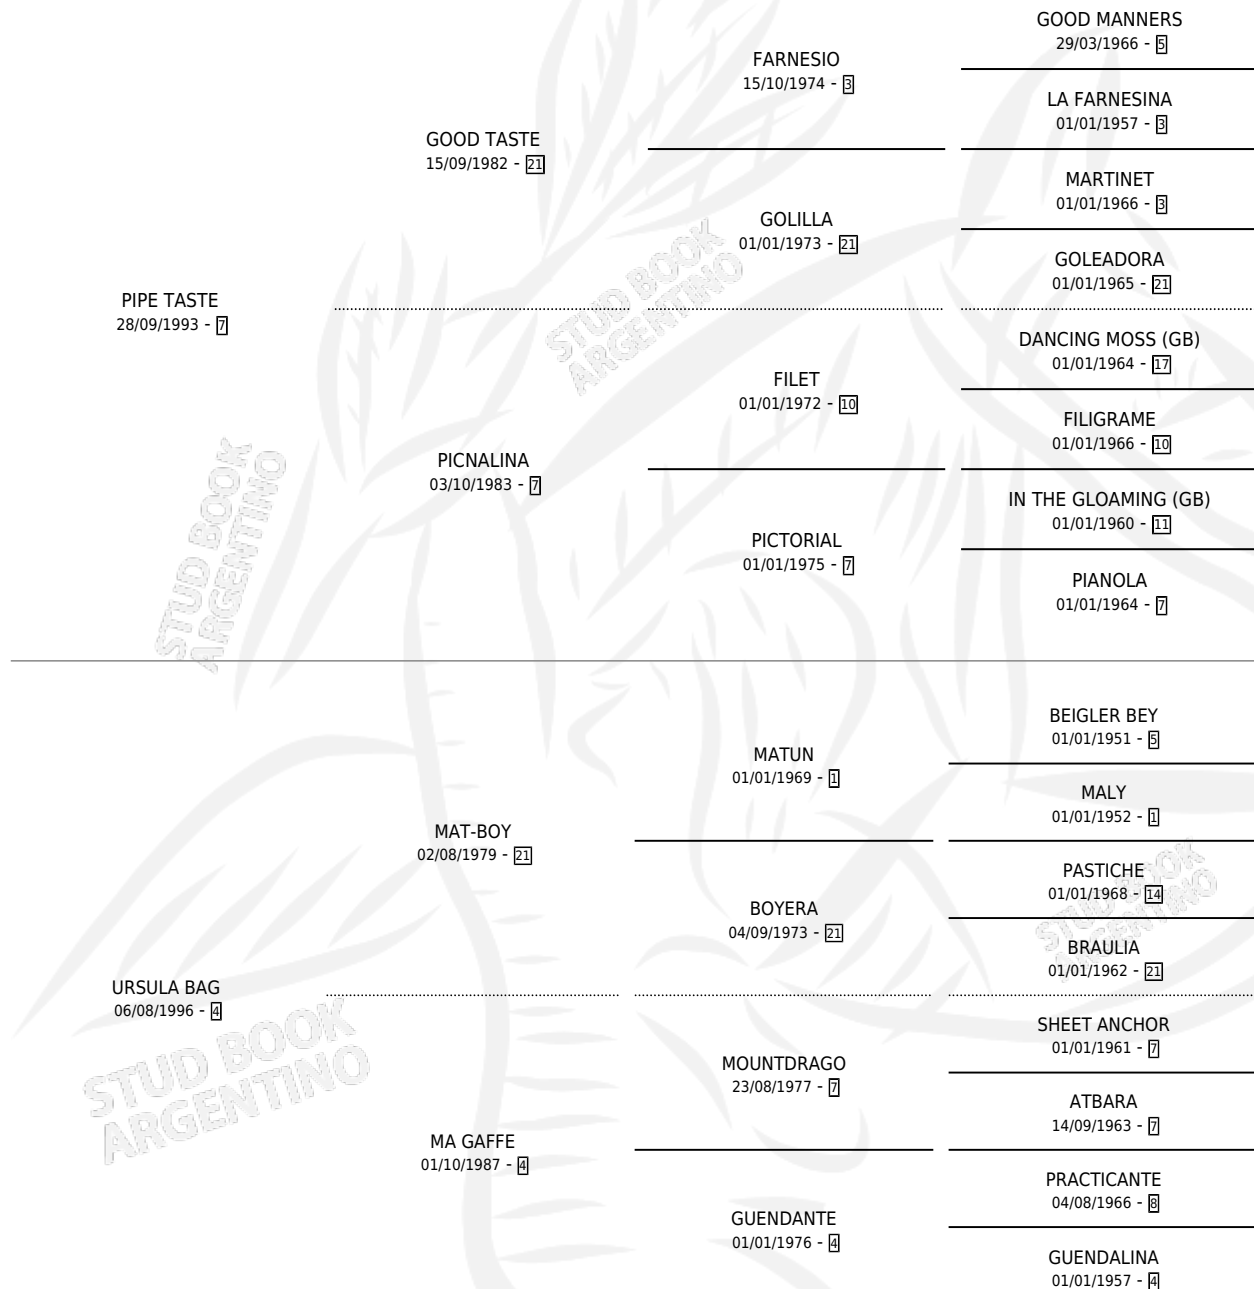 GOOD MANNERS
29/03/1966 - 5
FARNESIO
15/10/1974 - 3
LA FARNESINA
01/01/1957 - 3
GOOD TASTE
15/09/1982 - 21
MARTINET
01/01/1966 - 3
GOLILLA
01/01/1973 - 21
GOLEADORA
01/01/1965 - 21
PIPE TASTE
28/09/1993 - 7
DANCING MOSS (GB)
01/01/1964 - 17
FILET
01/01/1972 - 10
FILIGRAME
01/01/1966 - 10
PICNALINA
03/10/1983 - 7
IN THE GLOAMING (GB)
01/01/1960 - 11
PICTORIAL
01/01/1975 - 7
PIANOLA
01/01/1964 - 7
BEIGLER BEY
01/01/1951 - 5
MATUN
01/01/1969 - 1
MALY
01/01/1952 - 1
MAT-BOY
02/08/1979 - 21
PASTICHE
01/01/1968 - 14
BOYERA
04/09/1973 - 21
BRAULIA
01/01/1962 - 21
URSULA BAG
06/08/1996 - 4
SHEET ANCHOR
01/01/1961 - 7
MOUNTDRAGO
23/08/1977 - 7
ATBARA
14/09/1963 - 7
MA GAFFE
01/10/1987 - 4
PRACTICANTE
04/08/1966 - 8
GUENDANTE
01/01/1976 - 4
GUENDALINA
01/01/1957 - 4
STUD BOOK
ARGENTINO
STUD BOOK
ARGENTINO
STUD BOOK
ARGENTINO
STUD BOOK
ARGENTINO